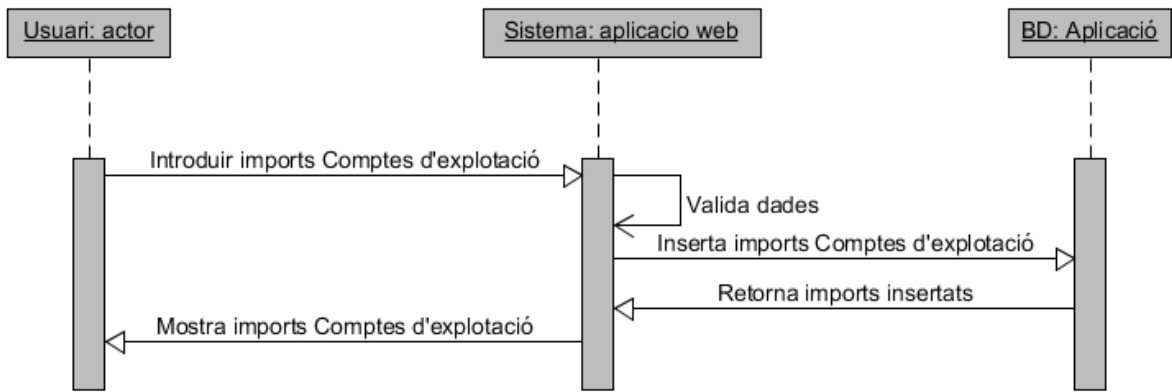 Usuari: actor
Sistema: aplicacio web
BD: Aplicació
Introduir imports Comptes d'explotació
Valida dades
Inserta imports Comptes d'explotació
Retorna imports insertats
Mostra imports Comptes d'explotació